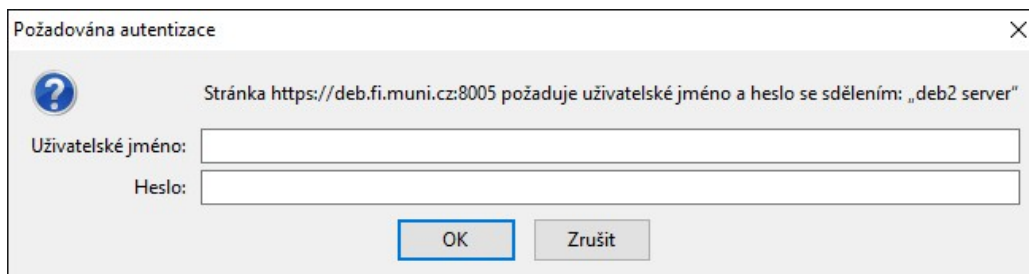 Požadována autentizace
Stránka https://deb.fi.muni.cz:8005 požaduje uživatelské jméno a heslo se sdělením: „deb2 server“
Uživatelské jméno:
Heslo:
OK Zrušit